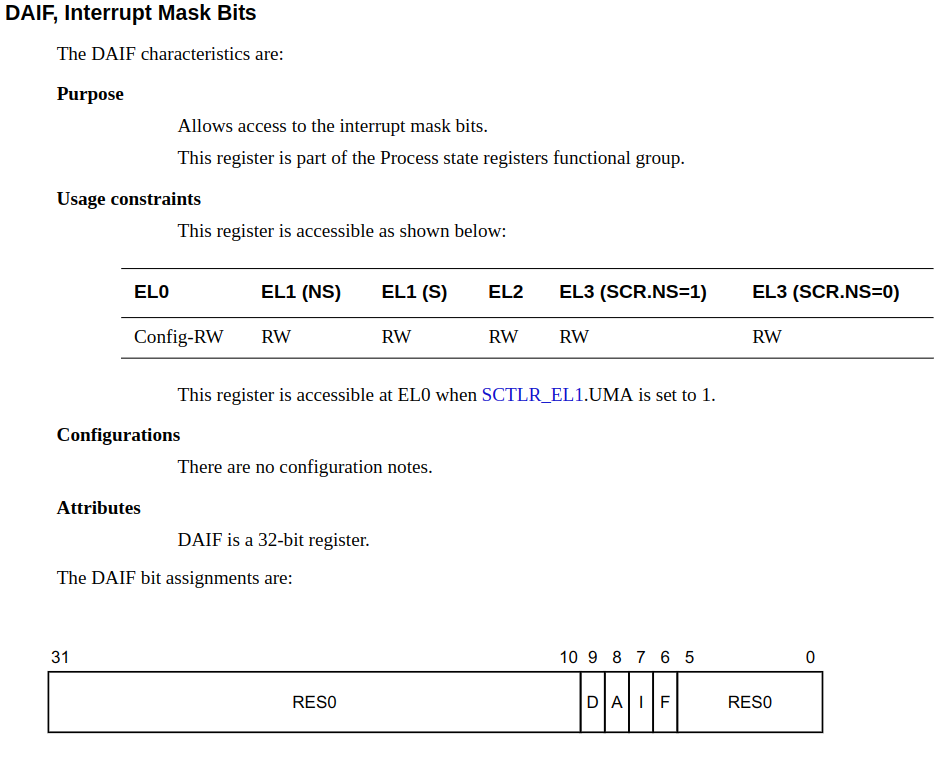 DAIF, Interrupt Mask Bits
The DAIF characteristics are:
Purpose
Allows access to the interrupt mask bits.
This register is part of the Process state registers functional group.
Usage constraints
This register is accessible as shown below:
EL0 EL1 (NS) EL1 (S) EL2 EL3 (SCR.NS=1) EL3 (SCR.NS=0)
Config-RW RW RW RW RW RW
This register is accessible at EL0 when SCTLR_EL1.UMA is set to 1.
Configurations
There are no configuration notes.
Attributes
DAIF is a 32-bit register.
The DAIF bit assignments are:
31 10 9 8 7 6 5 0
RES0 D A I F RES0